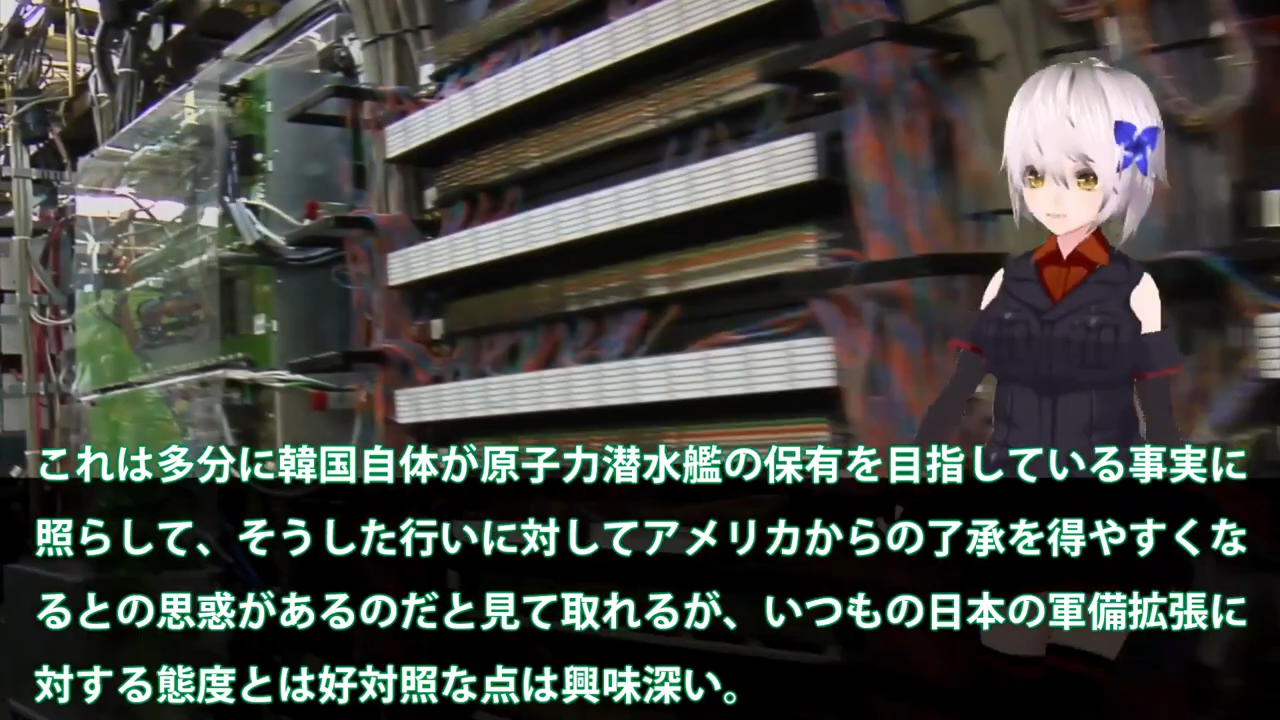 これは多分に韓国自体が原子力潜水艦の保有を目指している事実に
照らして、そうした行いに対してアメリカからの了承を得やすくな
るとの思惑があるのだと見て取れるが、いつもの日本の軍備拡張に
対する態度とは好対照な点は興味深い。